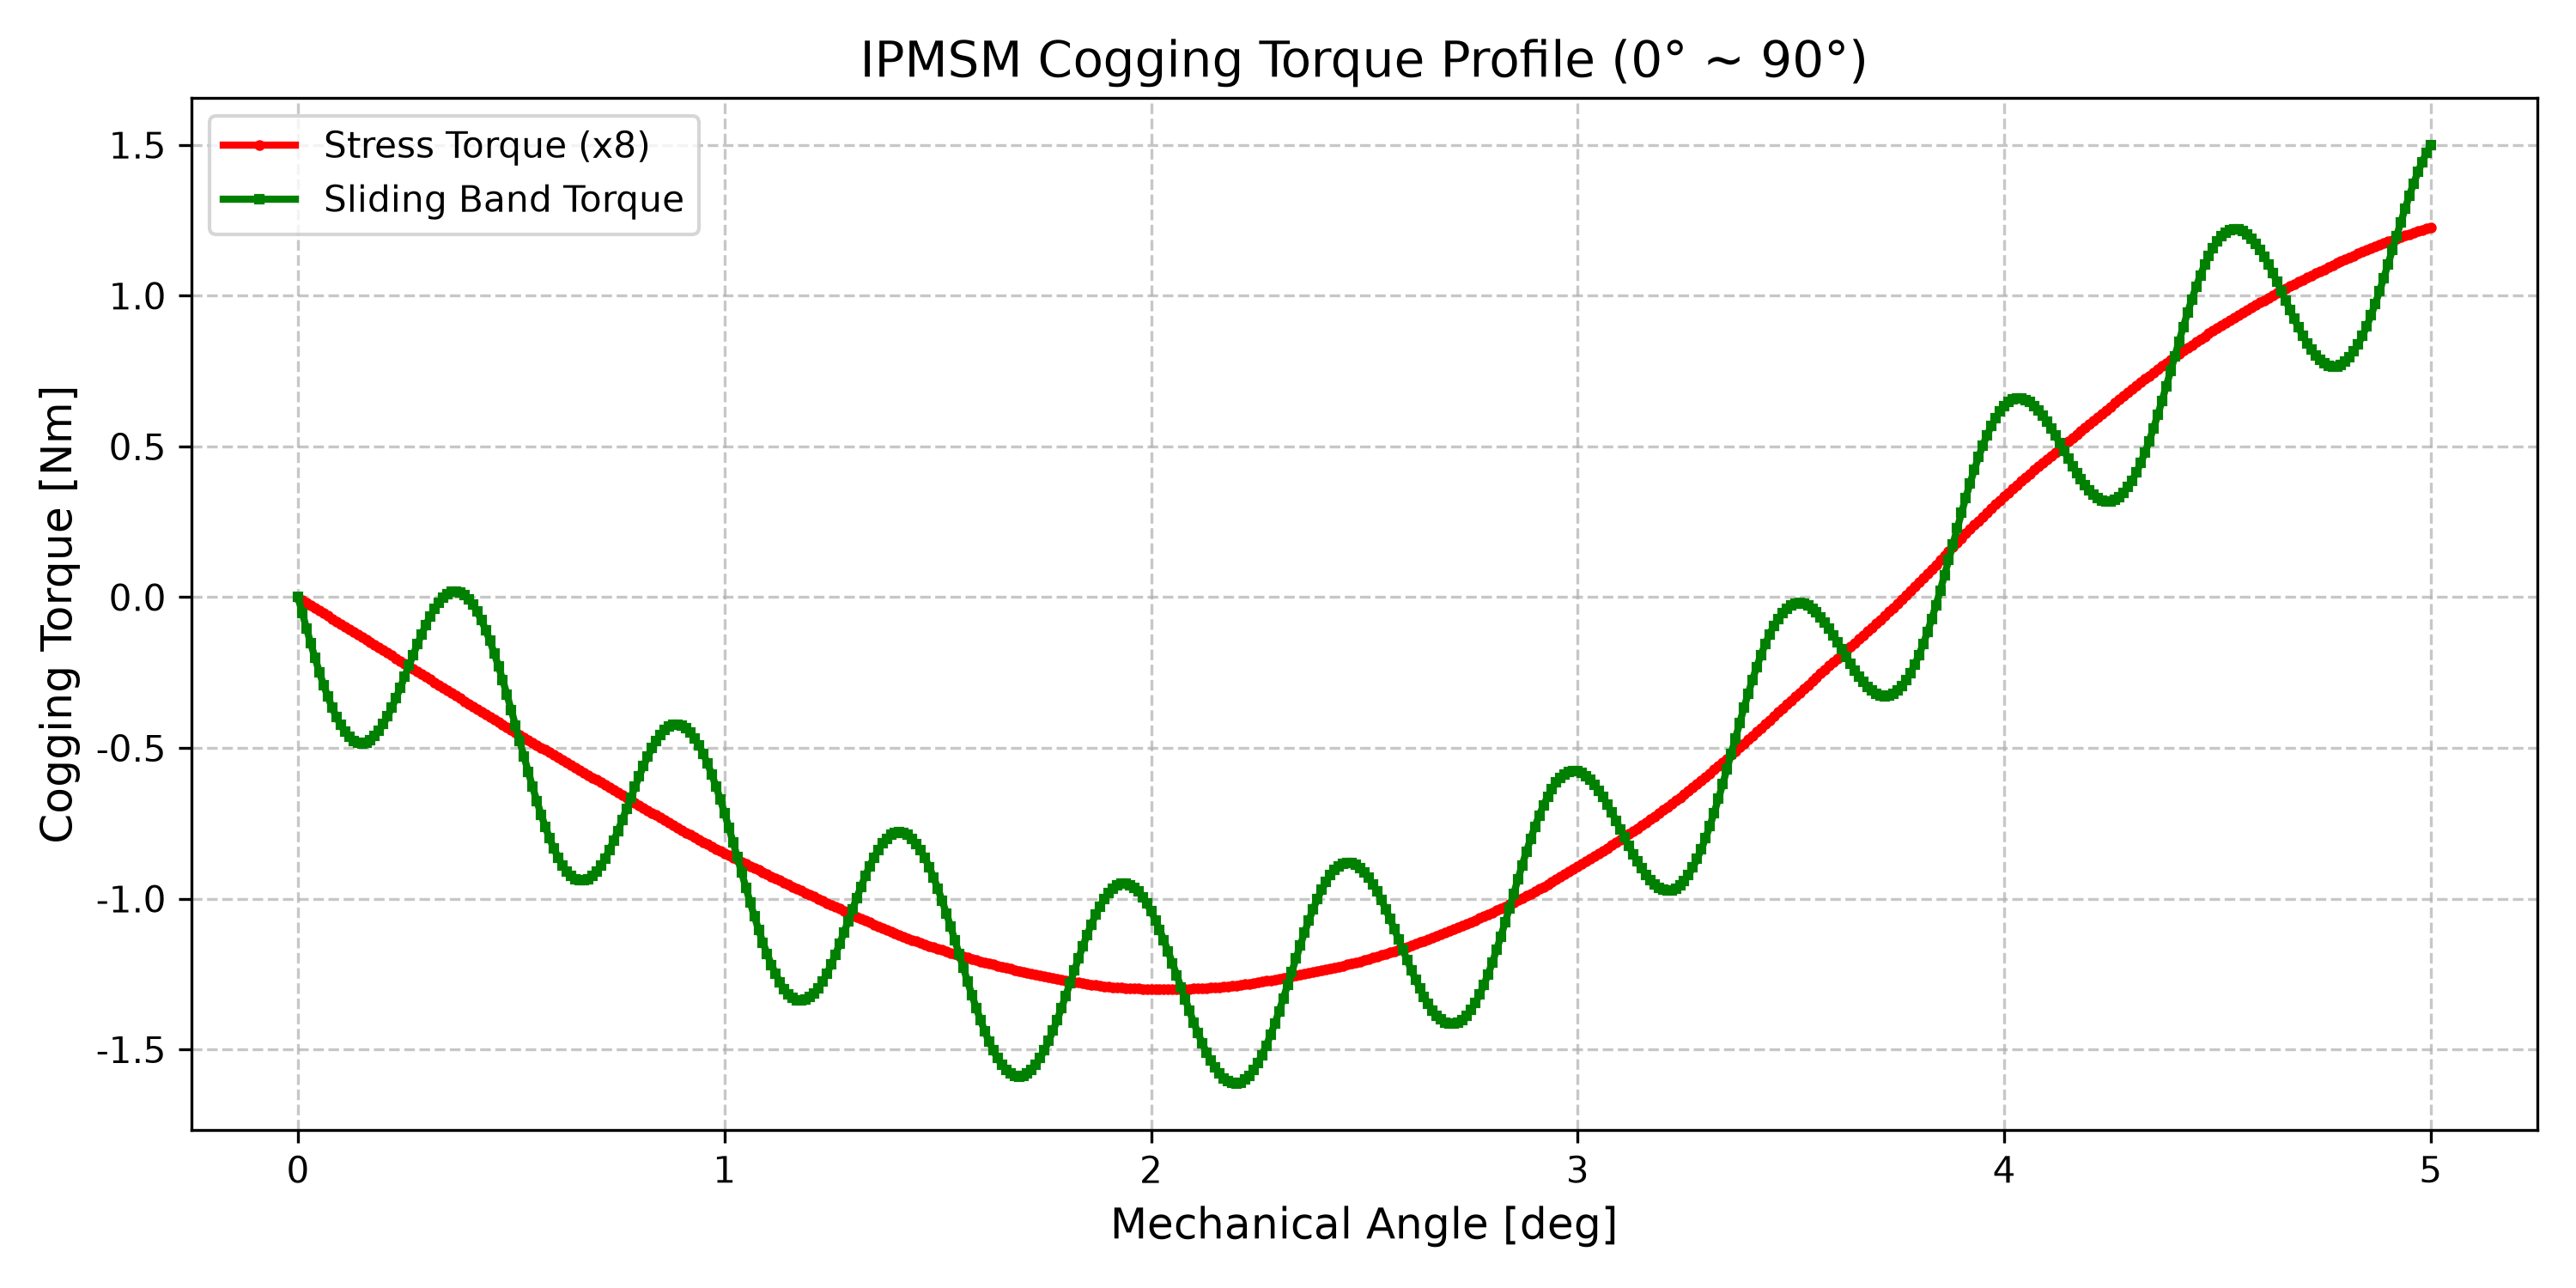 IPMSM Cogging Torque Profile (0° ~ 90°)
Stress Torque (x8)
Sliding Band Torque
Cogging Torque [Nm]
1.5
1.0
0.5
0.0
-0.5
-1.0
-1.5
0 1 2 3 4 5
Mechanical Angle [deg]